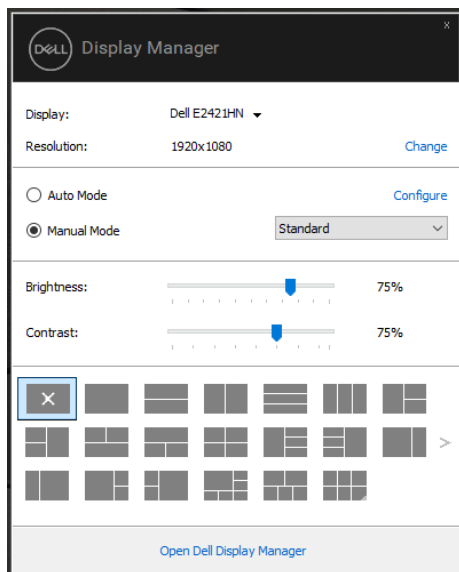 x
DELL Display Manager
Display: Dell E2421HN
Resolution: 1920x1080 Change
Auto Mode Configure
Manual Mode Standard
Brightness: 75%
Contrast: 75%
Open Dell Display Manager